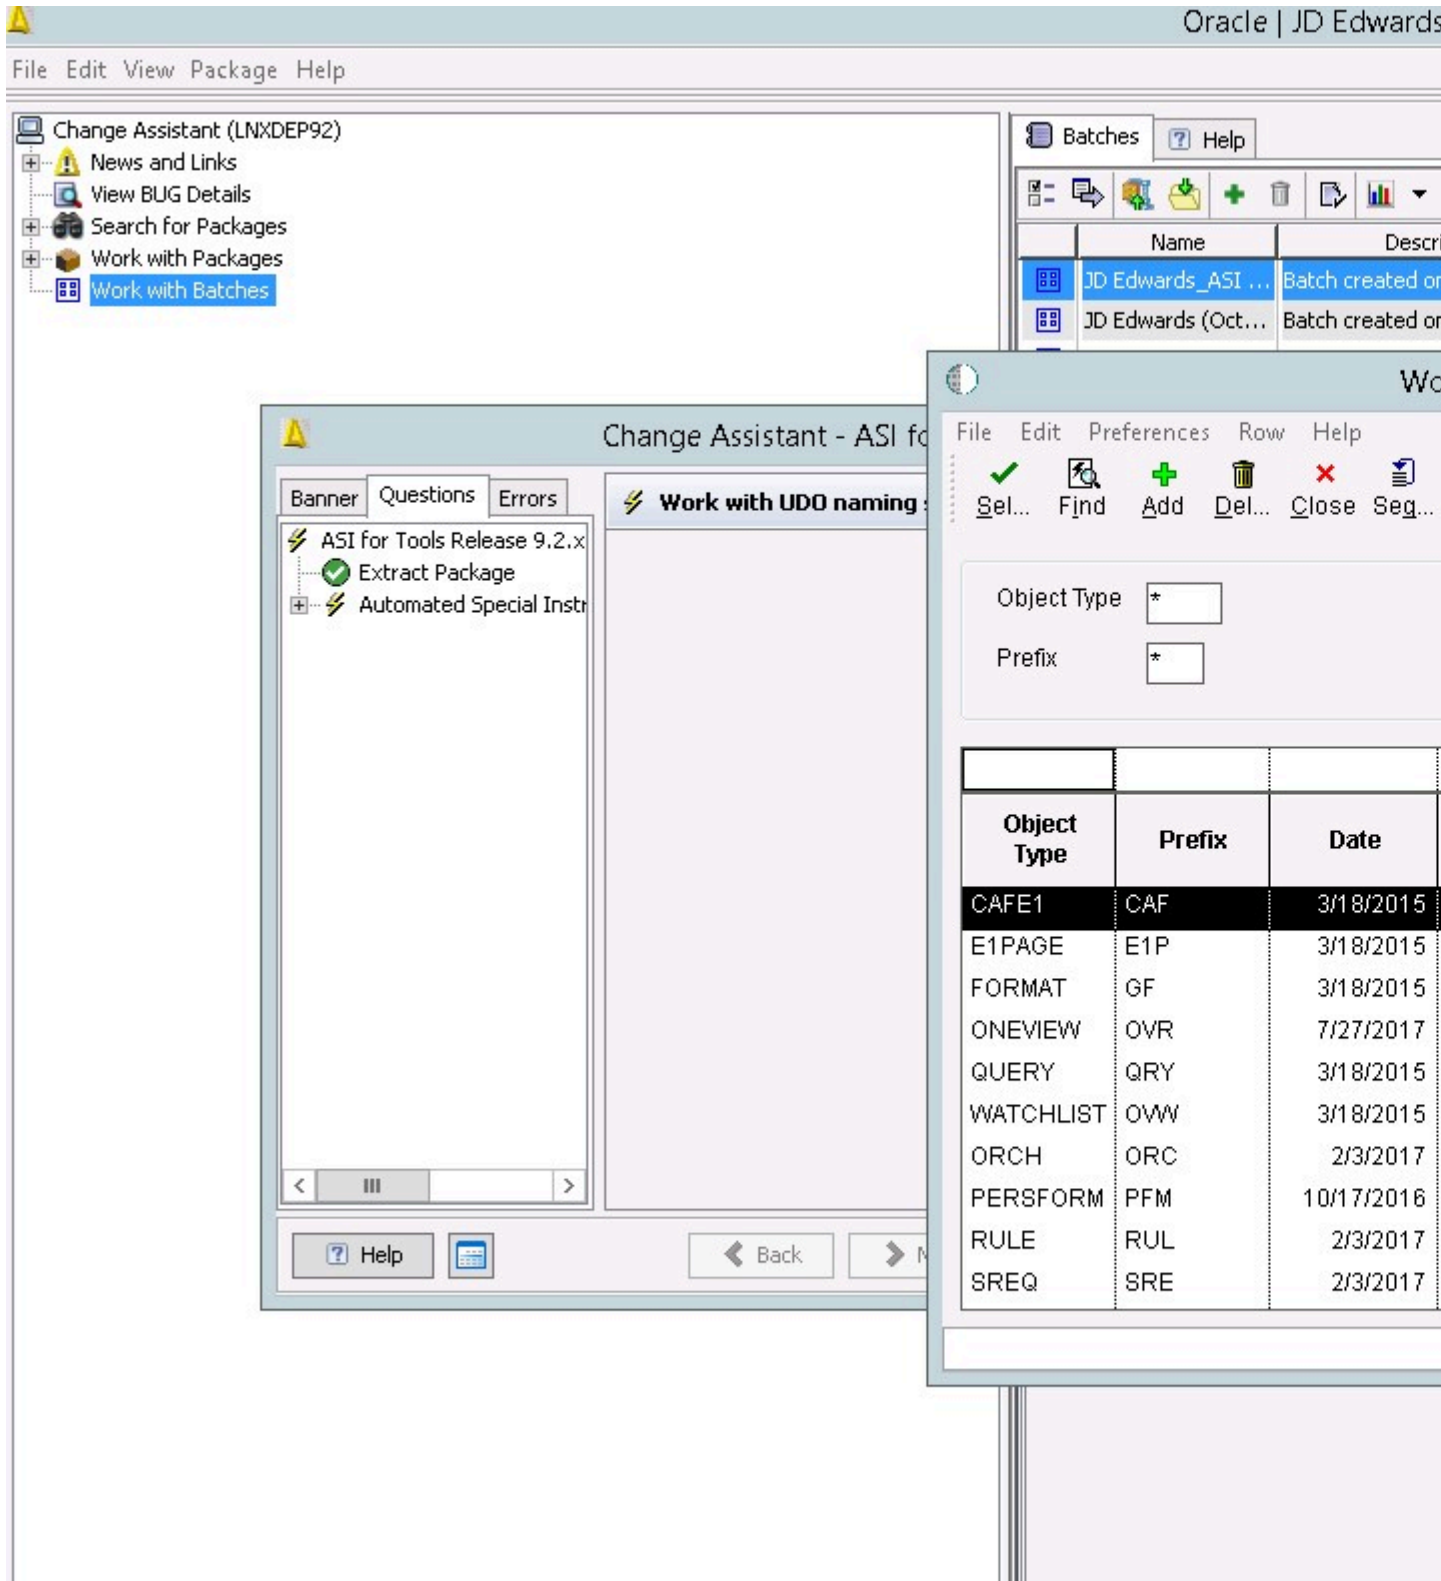 Oracle | JD Edwards
File Edit View Package Help
Change Assistant (LNXDEP92)
News and Links
View BUG Details
Search for Packages
Work with Packages
Work with Batches
Batches Help
Name Descri
JD Edwards_ASI ... Batch created or
JD Edwards (Oct... Batch created or
Change Assistant - ASI fo
Banner Questions Errors
ASI for Tools Release 9.2.x
Extract Package
Automated Special Instr
Work with UDO naming
Help Back
Wo
File Edit Preferences Row Help
Sel... Find Add Del... Close Seq...
Object Type *
Prefix *
Object Type Prefix Date
CAFE1 CAF 3/18/2015
E1PAGE E1P 3/18/2015
FORMAT GF 3/18/2015
ONEVIEW OVR 7/27/2017
QUERY QRY 3/18/2015
WATCHLIST OVW 3/18/2015
ORCH ORC 2/3/2017
PERSFORM PFM 10/17/2016
RULE RUL 2/3/2017
SREQ SRE 2/3/2017